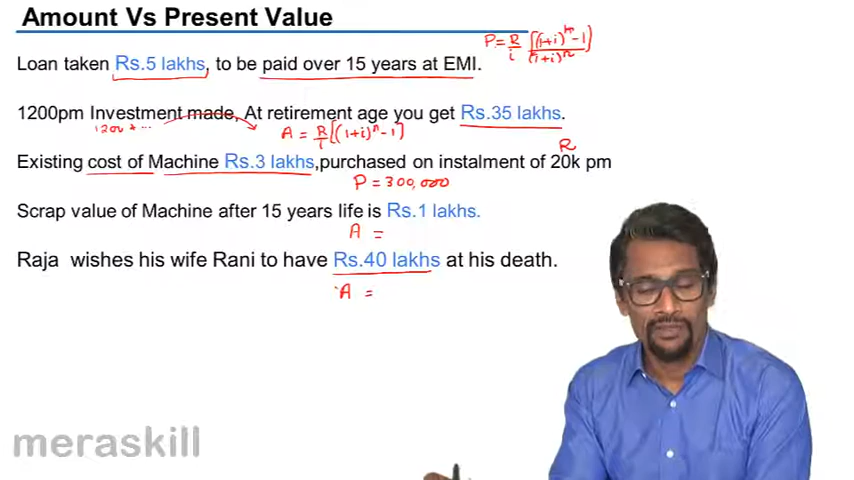 Amount Vs Present Value
P = R/i [(1+i)^n - 1 / (1+i)^n]
Loan taken Rs.5 lakhs, to be paid over 15 years at EMI.
1200pm Investment made, At retirement age you get Rs.35 lakhs.
1200 + ... A = R/i [(1+i)^n - 1]
R
Existing cost of Machine Rs.3 lakhs,purchased on instalment of 20k pm
P = 300,000
Scrap value of Machine after 15 years life is Rs.1 lakhs.
A =
Raja wishes his wife Rani to have Rs.40 lakhs at his death.
A =
meraskill